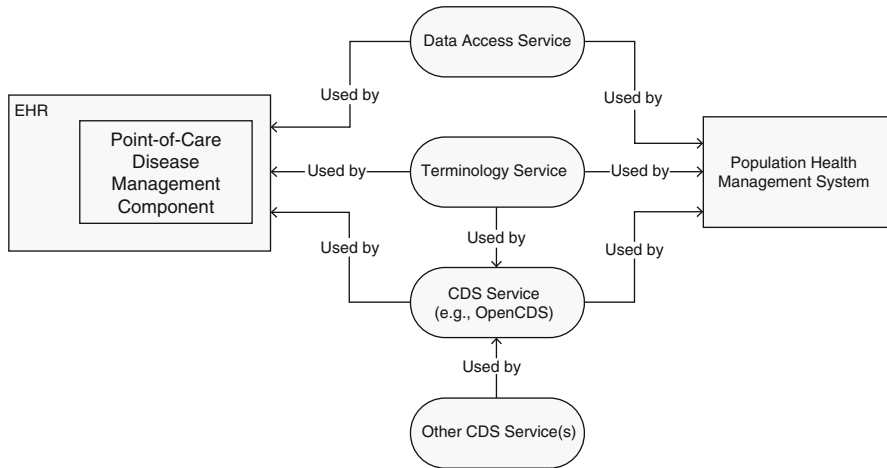 Data Access Service
Used by
Used by
EHR
Point-of-Care
Disease
Management
Component
Used by
Terminology Service
Used by
Population Health
Management System
Used by
Used by
Used by
CDS Service
(e.g., OpenCDS)
Used by
Other CDS Service(s)